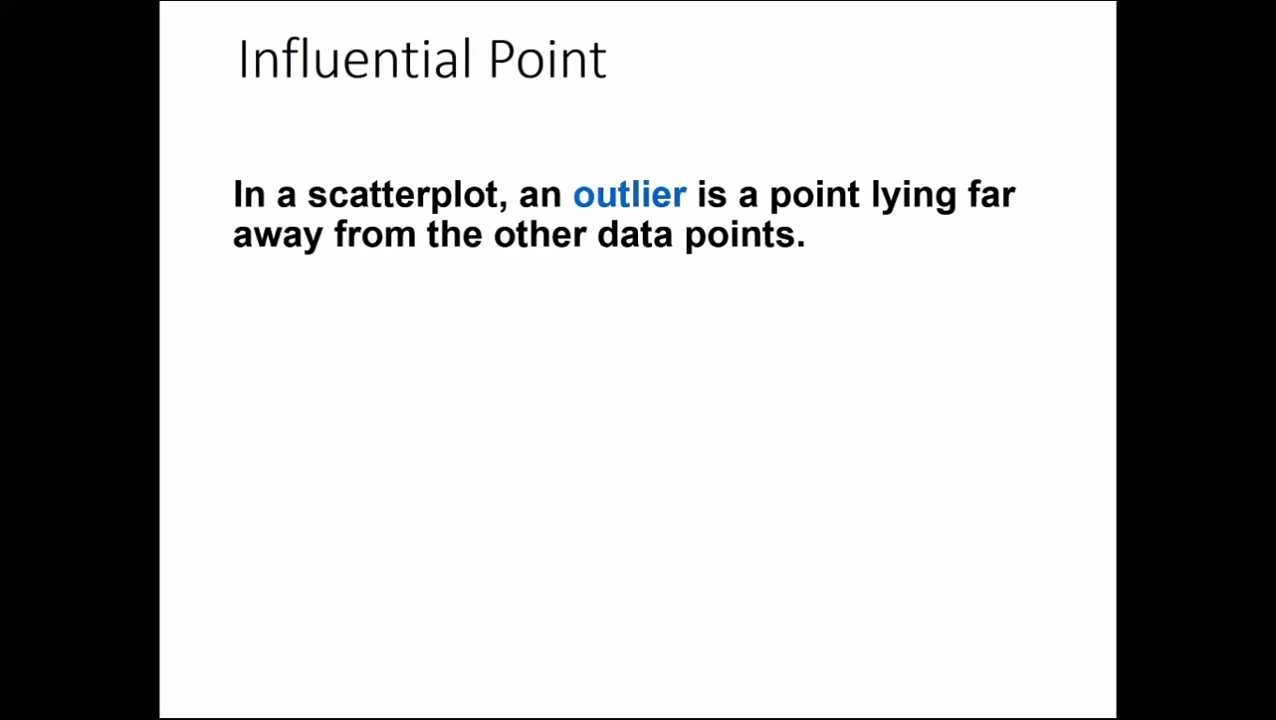 Influential Point
In a scatterplot, an outlier is a point lying far
away from the other data points.